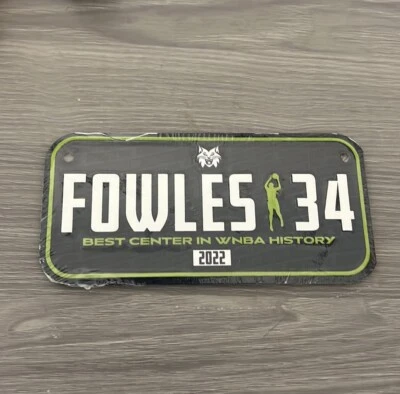 FOWLES 34
BEST CENTER IN WNBA HISTORY
2022